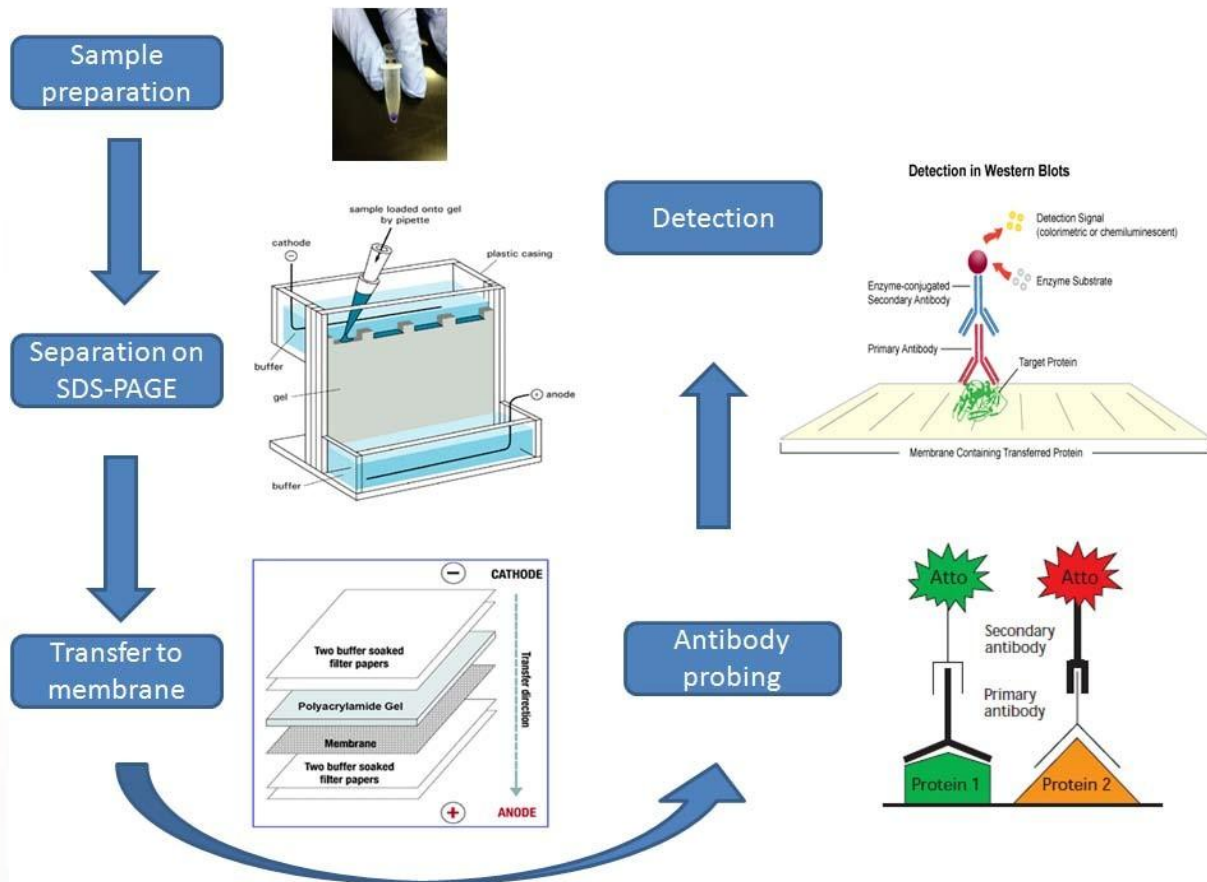 Sample
preparation
sample loaded onto gel
by pipette
cathode
−
plastic casing
buffer
gel
+ anode
buffer
Separation on
SDS-PAGE
Transfer to
membrane
− CATHODE
Two buffer soaked
filter papers
Polyacrylamide Gel
Membrane
Two buffer soaked
filter papers
Transfer direction
+ ANODE
Antibody
probing
Atto
Atto
Secondary
antibody
Primary
antibody
Protein 1
Protein 2
Detection
Detection in Western Blots
Detection Signal
(colorimetric or chemiluminescent)
Enzyme-conjugated
Secondary Antibody
Enzyme Substrate
Primary Antibody
Target Protein
Membrane Containing Transferred Protein